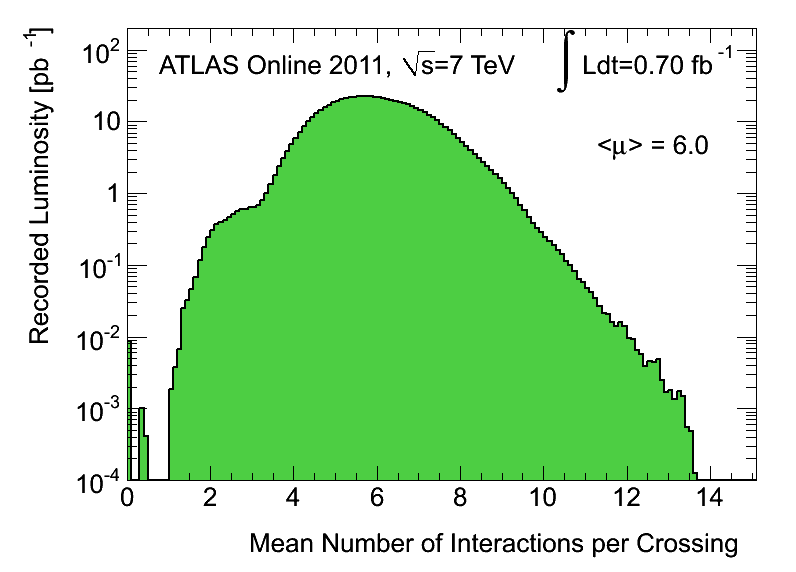 Recorded Luminosity [pb⁻¹]
10²
10
1
10⁻¹
10⁻²
10⁻³
10⁻⁴
ATLAS Online 2011, √s=7 TeV ∫ Ldt=0.70 fb⁻¹
<μ> = 6.0
0 2 4 6 8 10 12 14
Mean Number of Interactions per Crossing